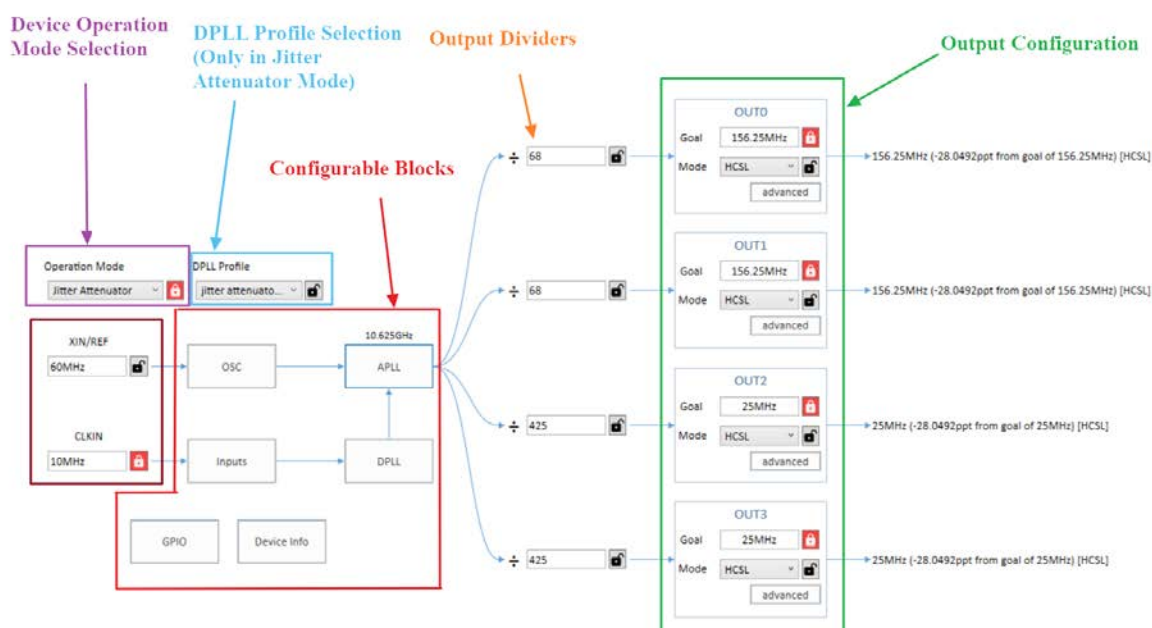 Device Operation
Mode Selection
DPLL Profile Selection
(Only in Jitter
Attenuator Mode)
Output Dividers
Output Configuration
Configurable Blocks
Operation Mode
Jitter Attenuator
DPLL Profile
jitter attenuato...
XIN/REF
60MHz
CLKIN
10MHz
OSC
10.625GHz
APLL
Inputs
DPLL
GPIO
Device Info
÷ 68
OUT0
Goal 156.25MHz
Mode HCSL
advanced
156.25MHz (-28.0492ppt from goal of 156.25MHz) [HCSL]
÷ 68
OUT1
Goal 156.25MHz
Mode HCSL
advanced
156.25MHz (-28.0492ppt from goal of 156.25MHz) [HCSL]
÷ 425
OUT2
Goal 25MHz
Mode HCSL
advanced
25MHz (-28.0492ppt from goal of 25MHz) [HCSL]
÷ 425
OUT3
Goal 25MHz
Mode HCSL
advanced
25MHz (-28.0492ppt from goal of 25MHz) [HCSL]